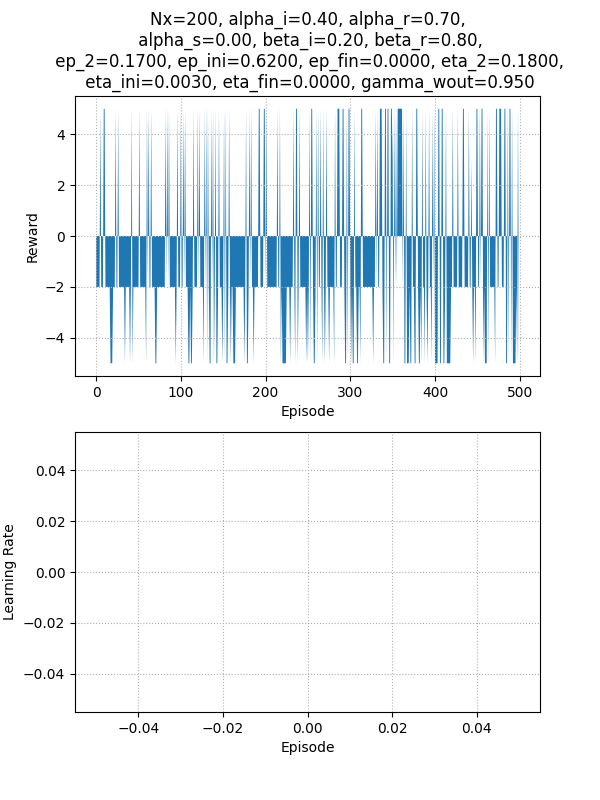 Nx=200, alpha_i=0.40, alpha_r=0.70,
alpha_s=0.00, beta_i=0.20, beta_r=0.80,
ep_2=0.1700, ep_ini=0.6200, ep_fin=0.0000, eta_2=0.1800,
eta_ini=0.0030, eta_fin=0.0000, gamma_wout=0.950
4
2
0
−2
−4
Reward
0 100 200 300 400 500
Episode
0.04
0.02
0.00
−0.02
−0.04
Learning Rate
−0.04 −0.02 0.00 0.02 0.04
Episode